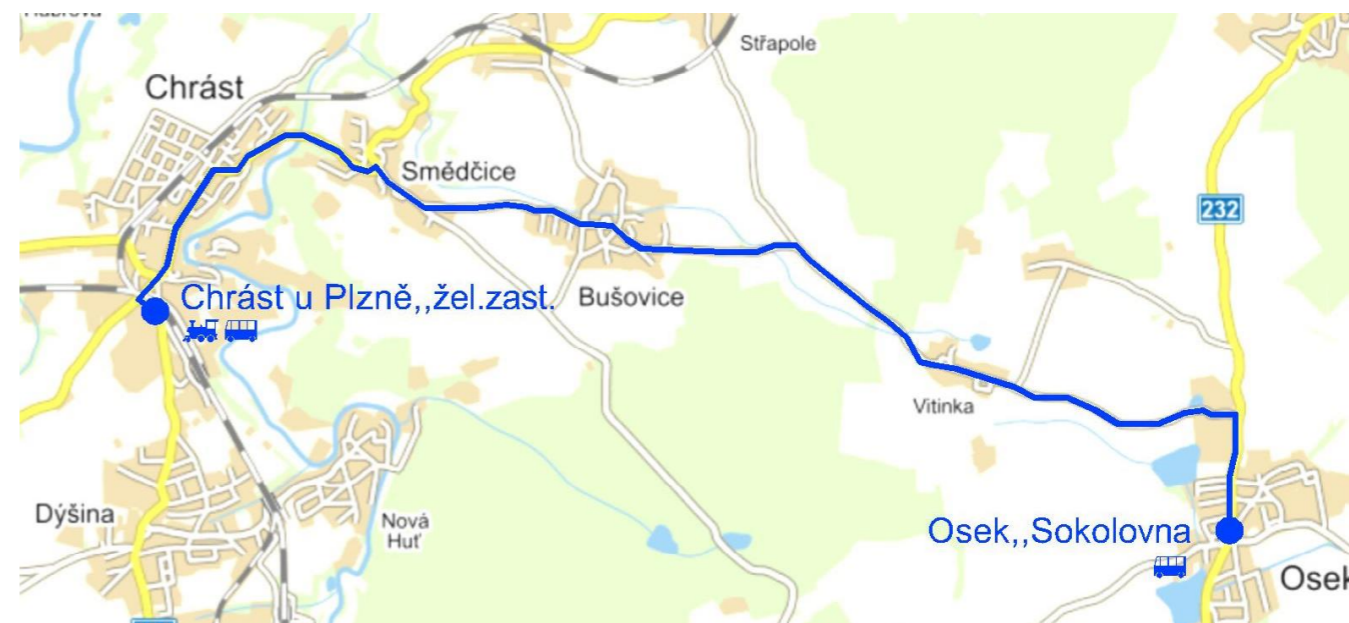 Střapole
Chrást
Smědčice
232
Bušovice
Chrást u Plzně,,žel.zast.
Vitinka
Dýšina
Nová
Huť
Osek,,Sokolovna
Osek